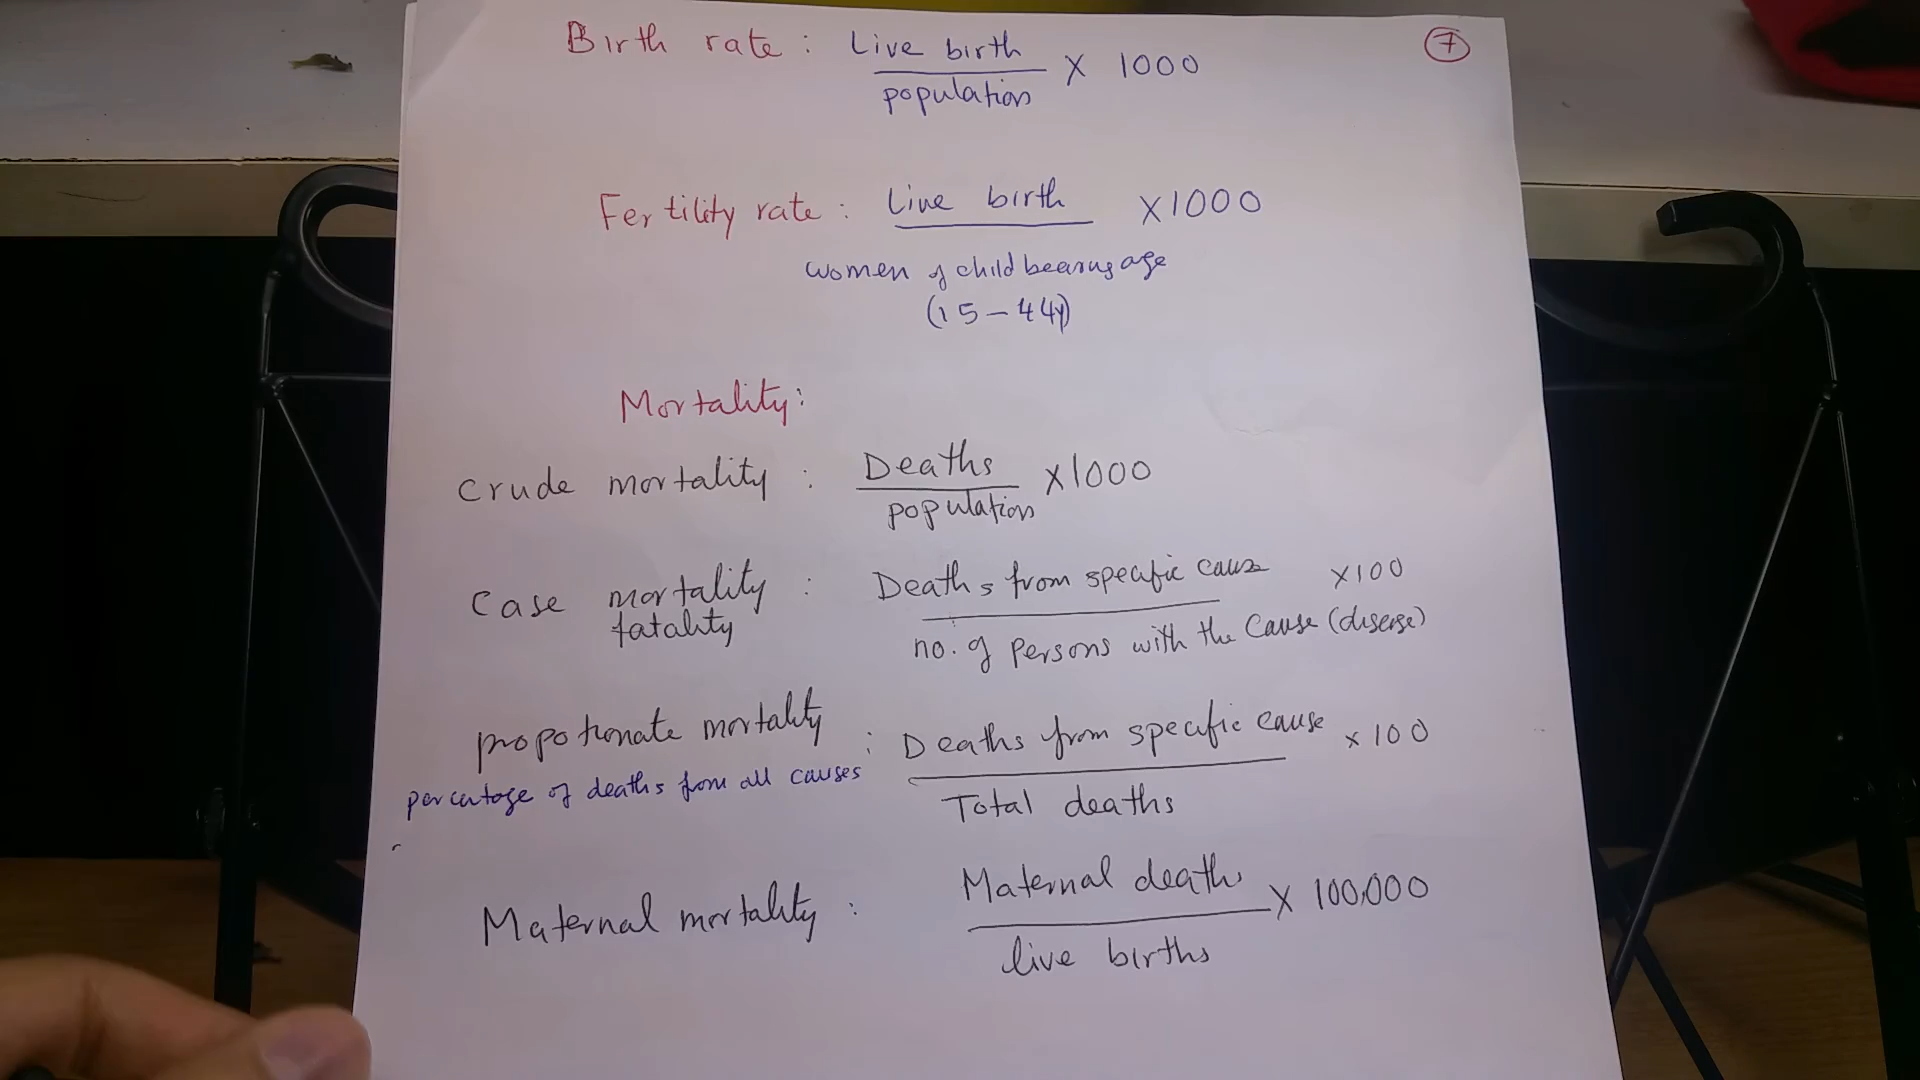 7
Birth rate : Live birth
population X 1000
Fertility rate : Live birth X1000
women of child bearing age
(15-44y)
Mortality:
Crude mortality : Deaths
population X1000
Case mortality : Deaths from specific cause X100
fatality
no. of persons with the cause (disease)
propotionate mortality : Deaths from specific cause x 100
percentage of deaths from all causes
Total deaths
Maternal mortality : Maternal deaths X 100,000
live births